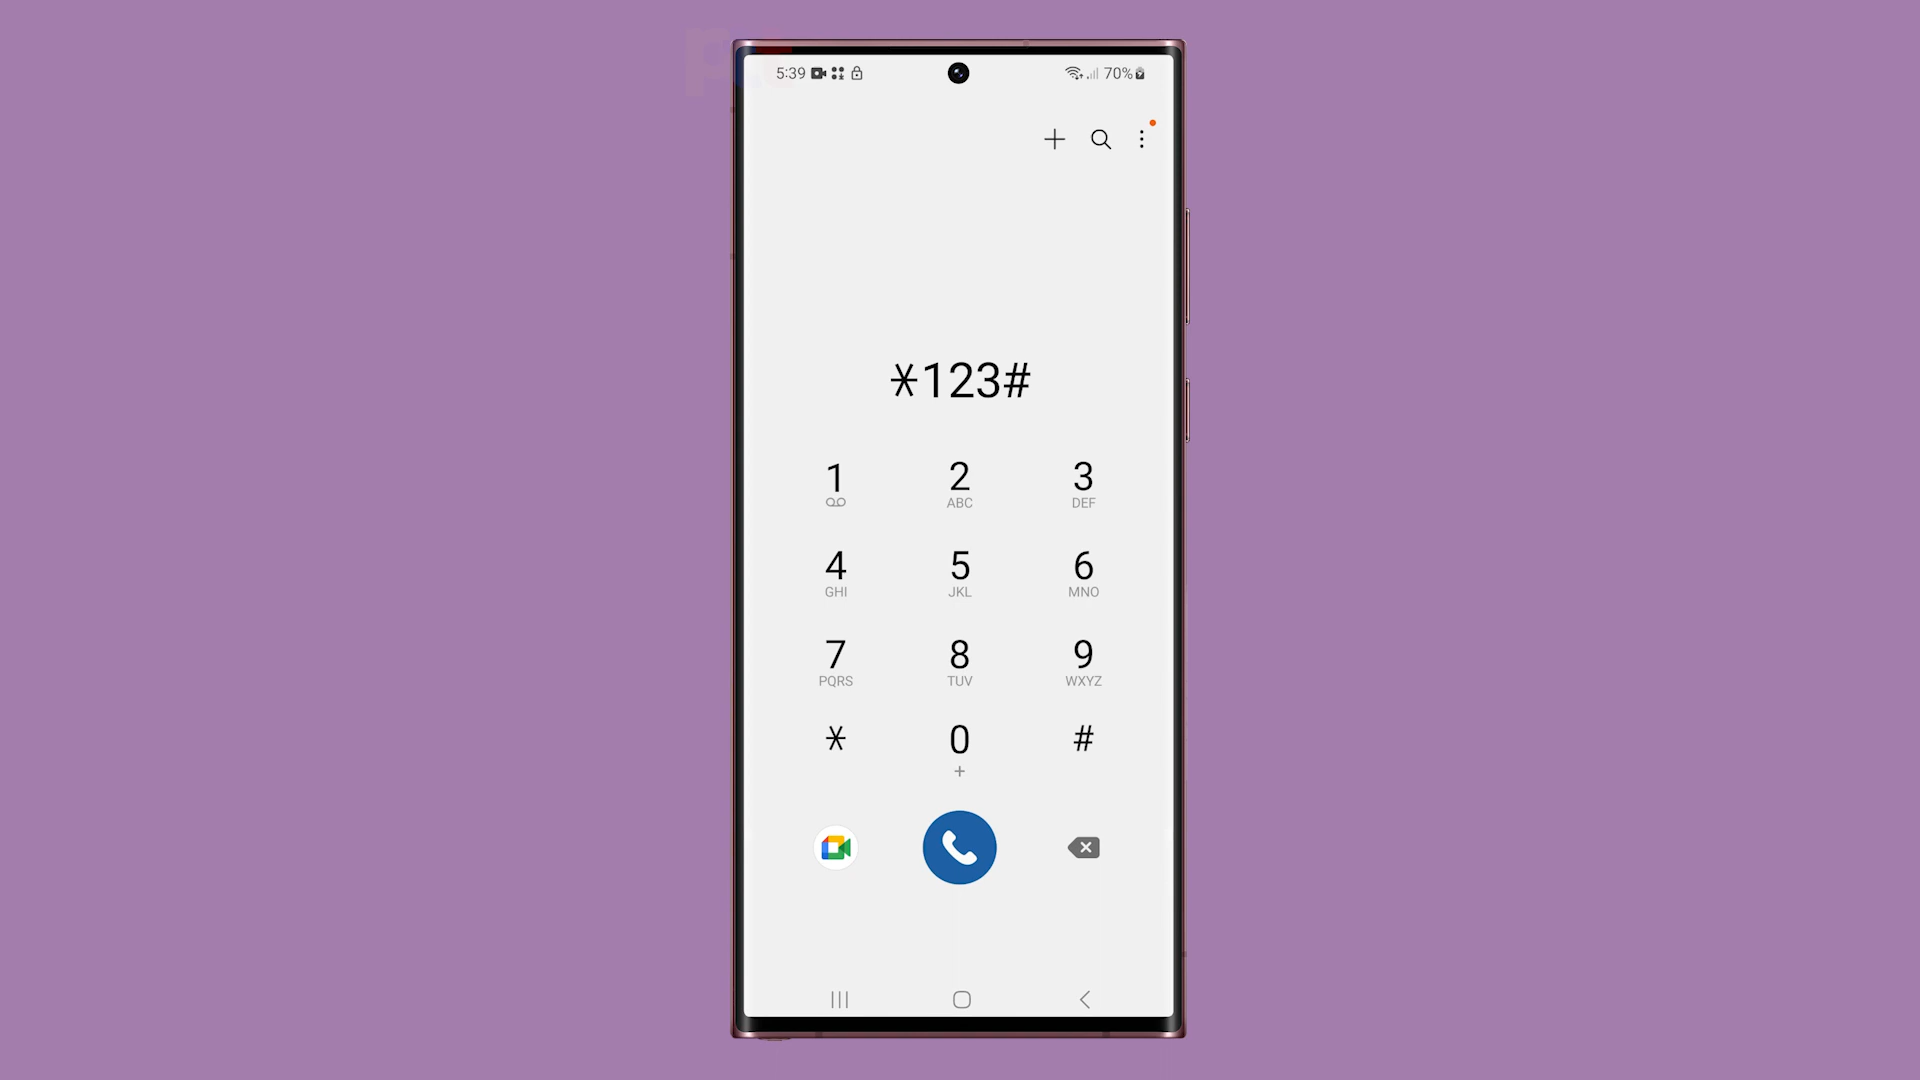 5:39 70%
*123#
1 2 3
ABC DEF
4 5 6
GHI JKL MNO
7 8 9
PQRS TUV WXYZ
* 0 #
+